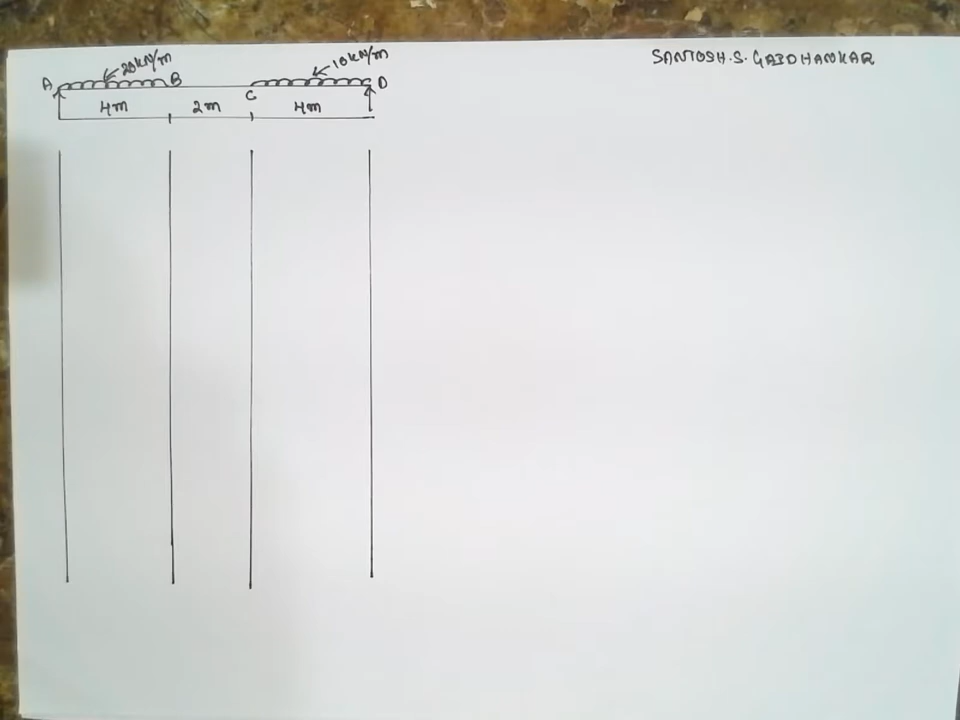 SANTOSH.S. GAIDHANKAR
20kN/m
10kN/m
A B C D
4m 2m 4m